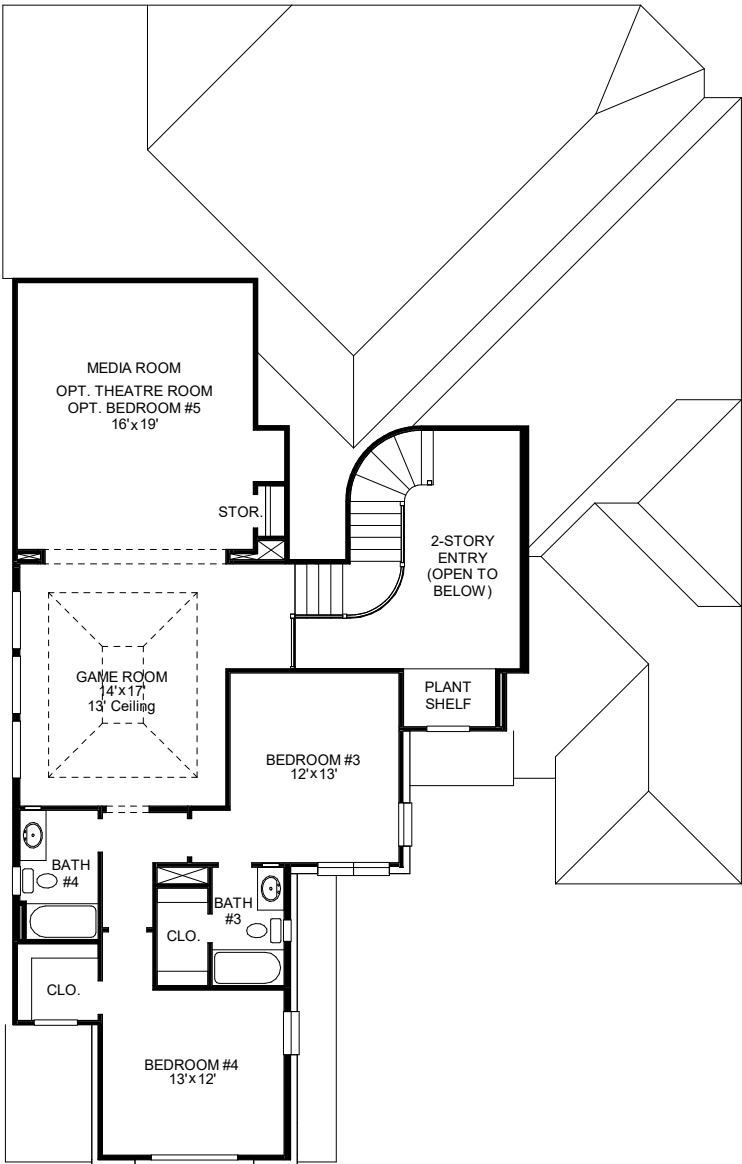 MEDIA ROOM
OPT. THEATRE ROOM
OPT. BEDROOM #5
16'x19'
STOR.
2-STORY
ENTRY
(OPEN TO
BELOW)
GAME ROOM
14'x17'
13' Ceiling
PLANT
SHELF
BEDROOM #3
12'x13'
BATH
#4
BATH
#3
CLO.
CLO.
BEDROOM #4
13'x12'